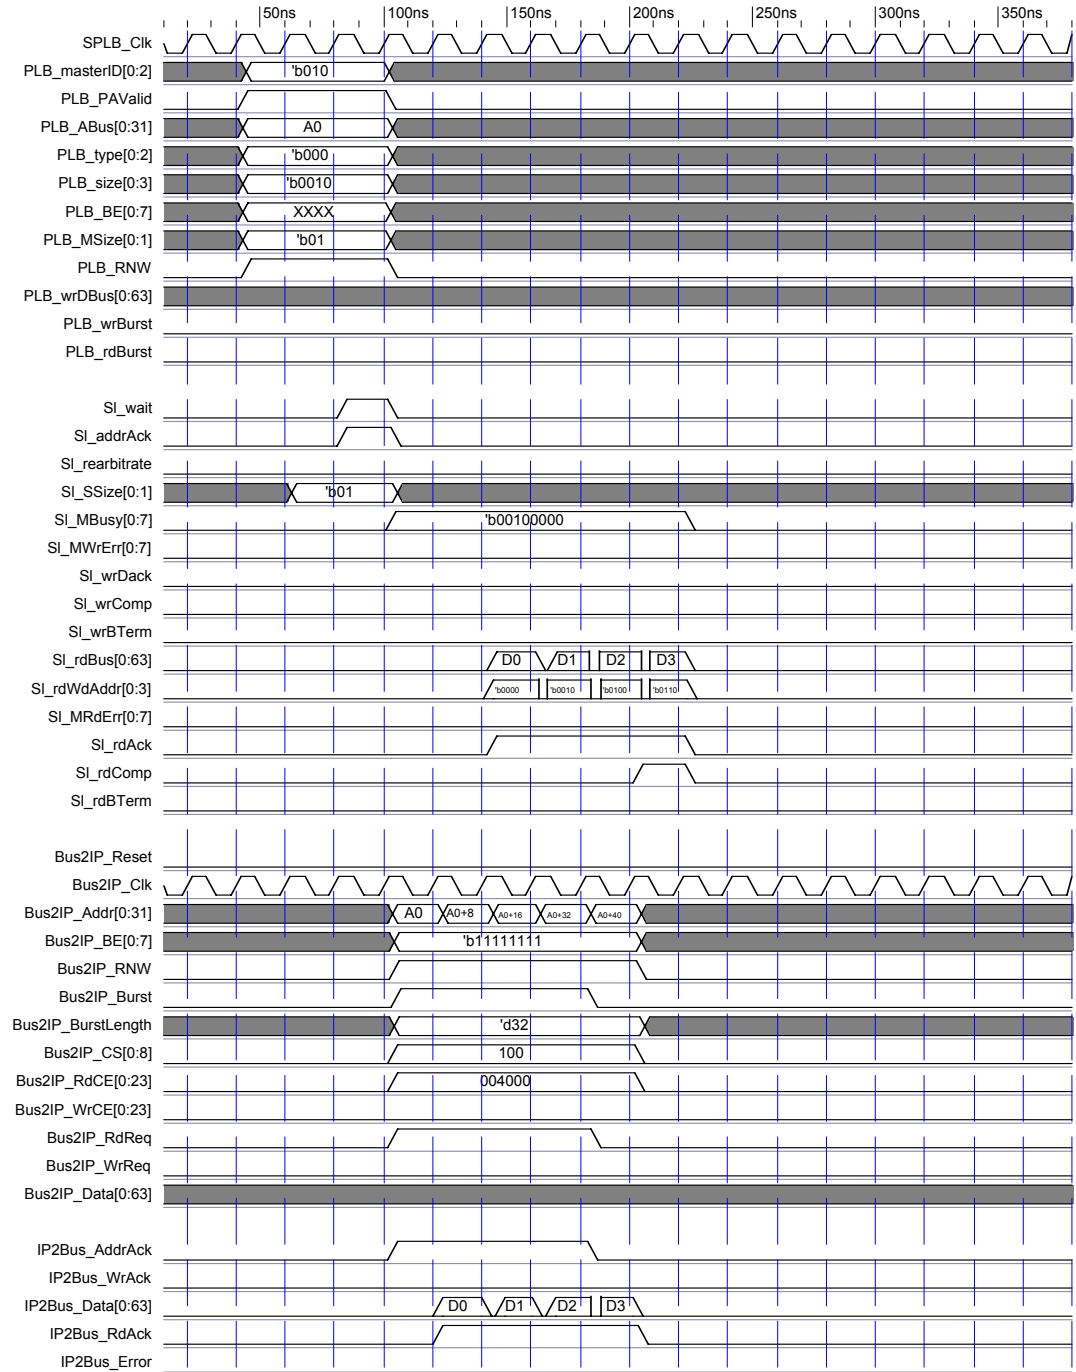 50ns 100ns 150ns 200ns 250ns 300ns 350ns
SPLB_Clk
PLB_masterID[0:2] 'b010
PLB_PAValid
PLB_ABus[0:31] A0
PLB_type[0:2] 'b000
PLB_size[0:3] 'b0010
PLB_BE[0:7] XXXX
PLB_MSize[0:1] 'b01
PLB_RNW
PLB_wrDBus[0:63]
PLB_wrBurst
PLB_rdBurst
Sl_wait
Sl_addrAck
Sl_rearbitrate
Sl_SSize[0:1] 'b01
Sl_MBusy[0:7] 'b00100000
Sl_MWrErr[0:7]
Sl_wrDack
Sl_wrComp
Sl_wrBTerm
Sl_rdBus[0:63] D0 D1 D2 D3
Sl_rdWdAddr[0:3] 'b0000 'b0010 'b0100 'b0110
Sl_MRdErr[0:7]
Sl_rdAck
Sl_rdComp
Sl_rdBTerm
Bus2IP_Reset
Bus2IP_Clk
Bus2IP_Addr[0:31] A0 A0+8 A0+16 A0+32 A0+40
Bus2IP_BE[0:7] 'b11111111
Bus2IP_RNW
Bus2IP_Burst
Bus2IP_BurstLength 'd32
Bus2IP_CS[0:8] 100
Bus2IP_RdCE[0:23] 004000
Bus2IP_WrCE[0:23]
Bus2IP_RdReq
Bus2IP_WrReq
Bus2IP_Data[0:63]
IP2Bus_AddrAck
IP2Bus_WrAck
IP2Bus_Data[0:63] D0 D1 D2 D3
IP2Bus_RdAck
IP2Bus_Error